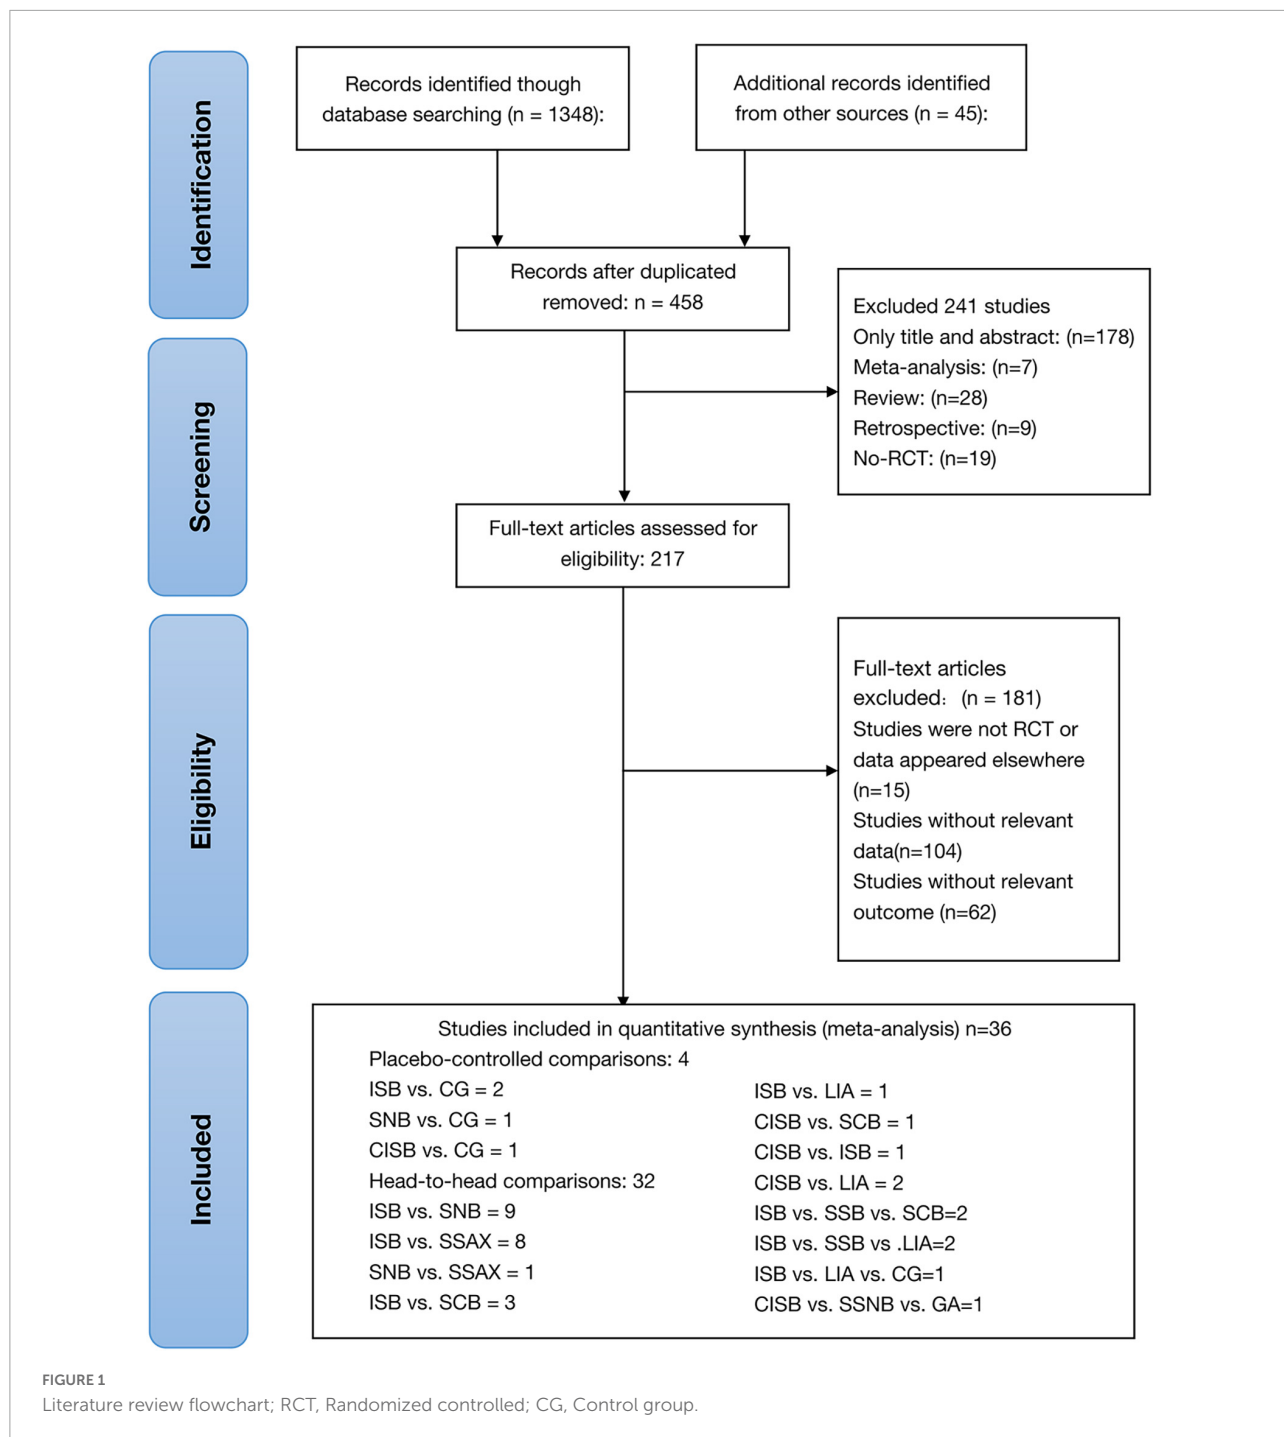 Identification
Records identified though
database searching (n = 1348):
Additional records identified
from other sources (n = 45):
Records after duplicated
removed: n = 458
Screening
Excluded 241 studies
Only title and abstract: (n=178)
Meta-analysis: (n=7)
Review: (n=28)
Retrospective: (n=9)
No-RCT: (n=19)
Full-text articles assessed for
eligibility: 217
Eligibility
Full-text articles
excluded: (n = 181)
Studies were not RCT or
data appeared elsewhere
(n=15)
Studies without relevant
data(n=104)
Studies without relevant
outcome (n=62)
Included
Studies included in quantitative synthesis (meta-analysis) n=36
Placebo-controlled comparisons: 4
ISB vs. CG = 2
SNB vs. CG = 1
CISB vs. CG = 1
Head-to-head comparisons: 32
ISB vs. SNB = 9
ISB vs. SSAX = 8
SNB vs. SSAX = 1
ISB vs. SCB = 3
ISB vs. LIA = 1
CISB vs. SCB = 1
CISB vs. ISB = 1
CISB vs. LIA = 2
ISB vs. SSB vs. SCB=2
ISB vs. SSB vs .LIA=2
ISB vs. LIA vs. CG=1
CISB vs. SSNB vs. GA=1
FIGURE 1
Literature review flowchart; RCT, Randomized controlled; CG, Control group.